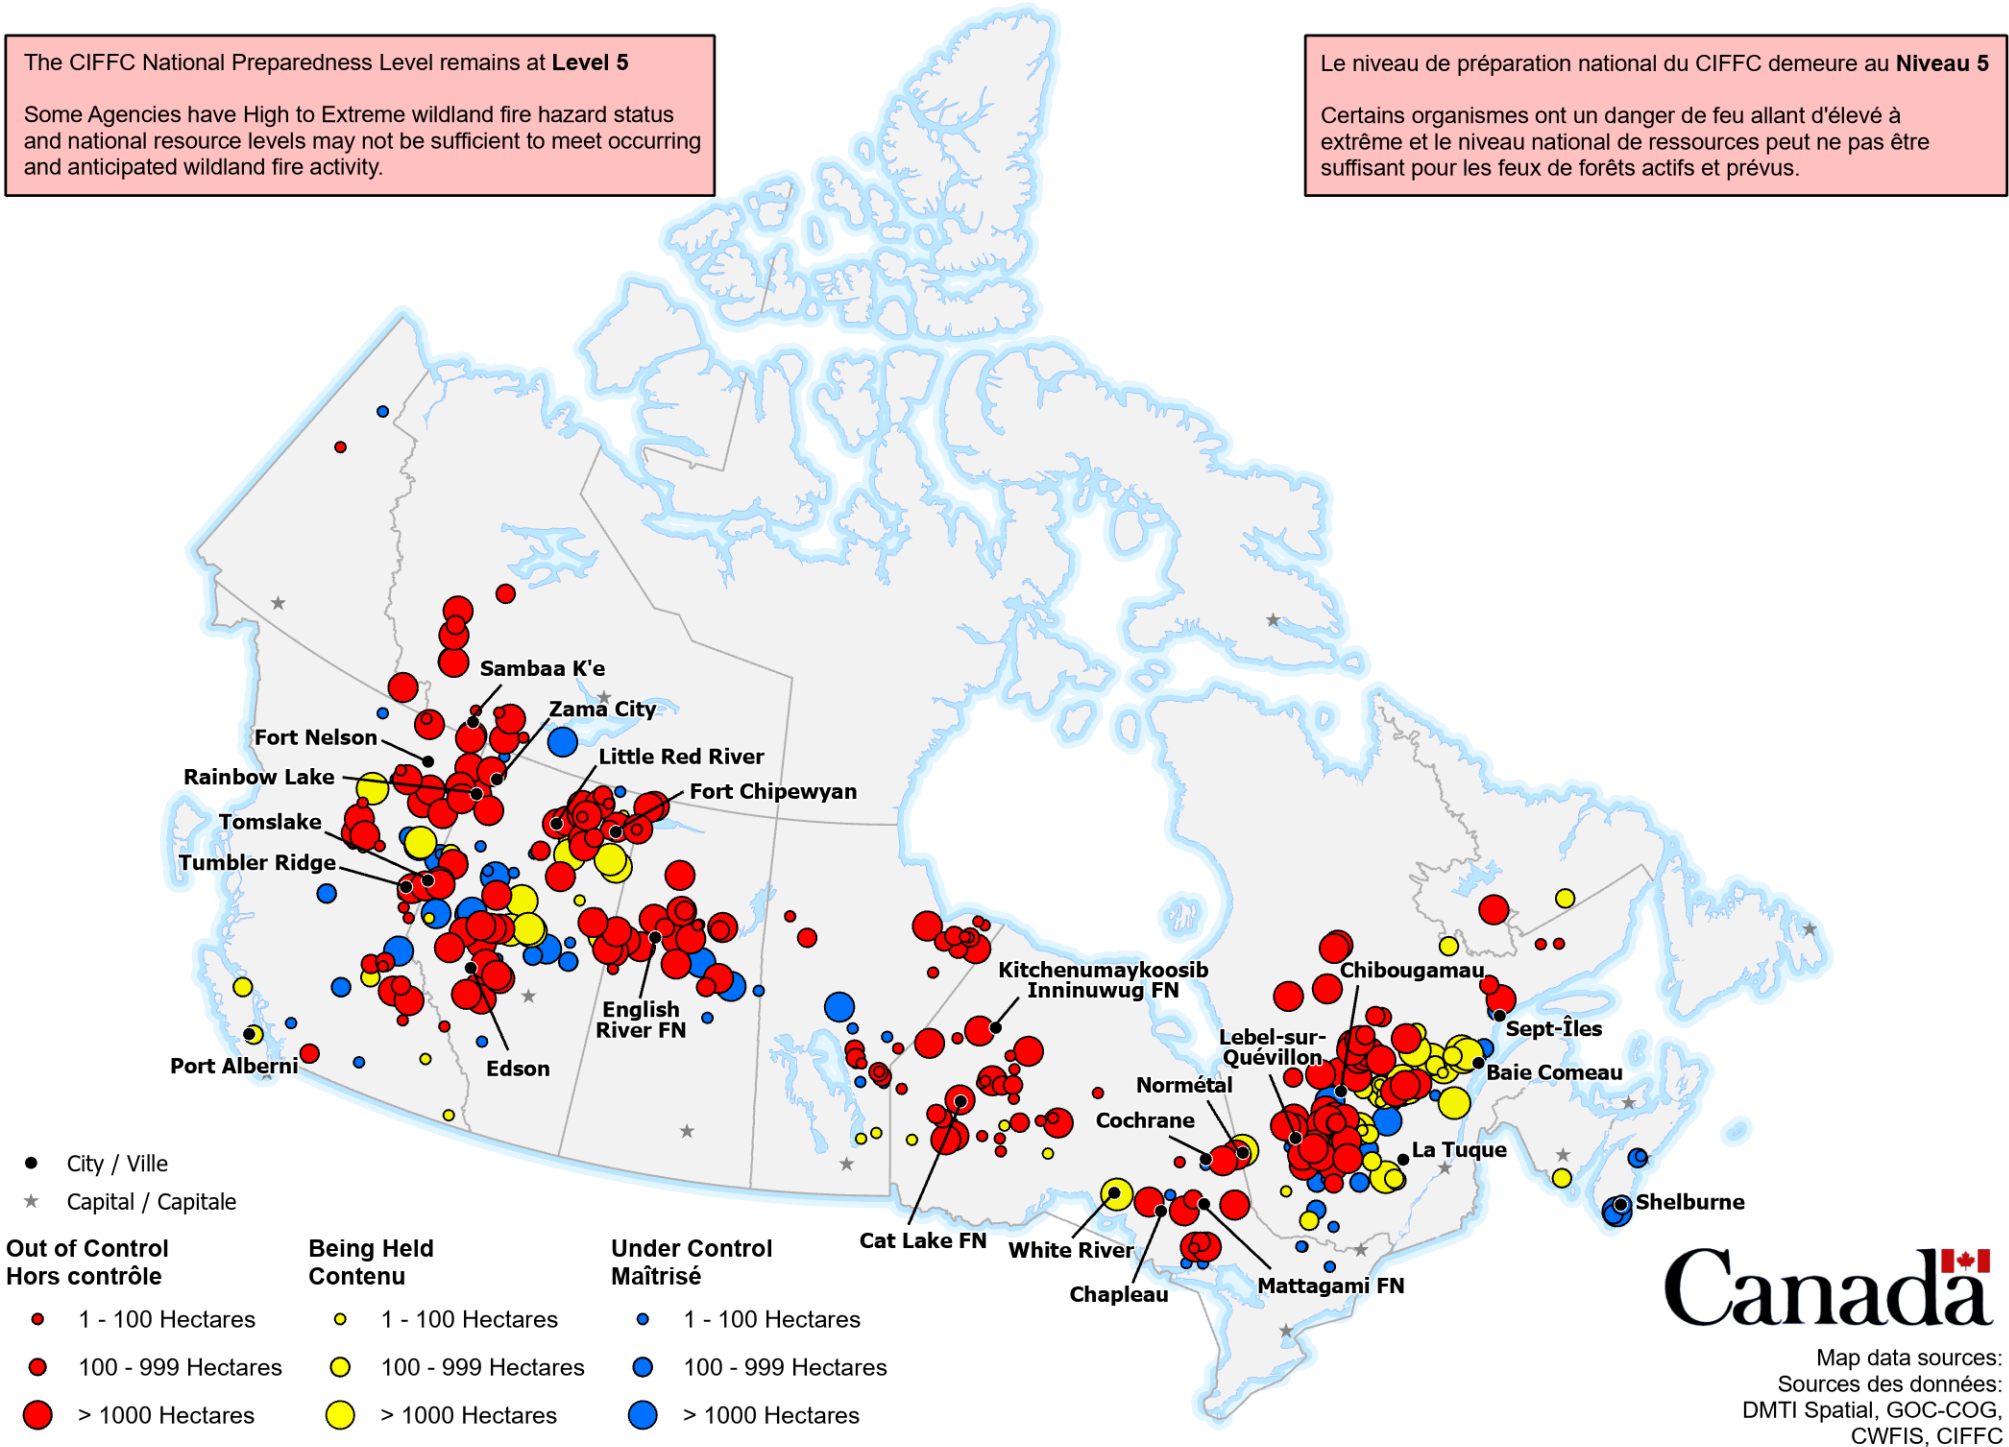 The CIFFC National Preparedness Level remains at Level 5
Some Agencies have High to Extreme wildland fire hazard status
and national resource levels may not be sufficient to meet occurring
and anticipated wildland fire activity.
Le niveau de préparation national du CIFFC demeure au Niveau 5
Certains organismes ont un danger de feu allant d'élevé à
extrême et le niveau national de ressources peut ne pas être
suffisant pour les feux de forêts actifs et prévus.
Sambaa K'e
Zama City
Fort Nelson
Little Red River
Rainbow Lake
Fort Chipewyan
Tomslake
Tumbler Ridge
English
River FN
Port Alberni
Edson
Kitchenumaykoosib
Inninuwug FN
Chibougamau
Sept-Îles
Lebel-sur-
Quévillon
Baie Comeau
Normétal
Cochrane
La Tuque
Shelburne
Cat Lake FN
White River
Chapleau
Mattagami FN
City / Ville
Capital / Capitale
Out of Control
Hors contrôle
1 - 100 Hectares
100 - 999 Hectares
> 1000 Hectares
Being Held
Contenu
1 - 100 Hectares
100 - 999 Hectares
> 1000 Hectares
Under Control
Maîtrisé
1 - 100 Hectares
100 - 999 Hectares
> 1000 Hectares
Canada
Map data sources:
Sources des données:
DMTI Spatial, GOC-COG,
CWFIS, CIFFC